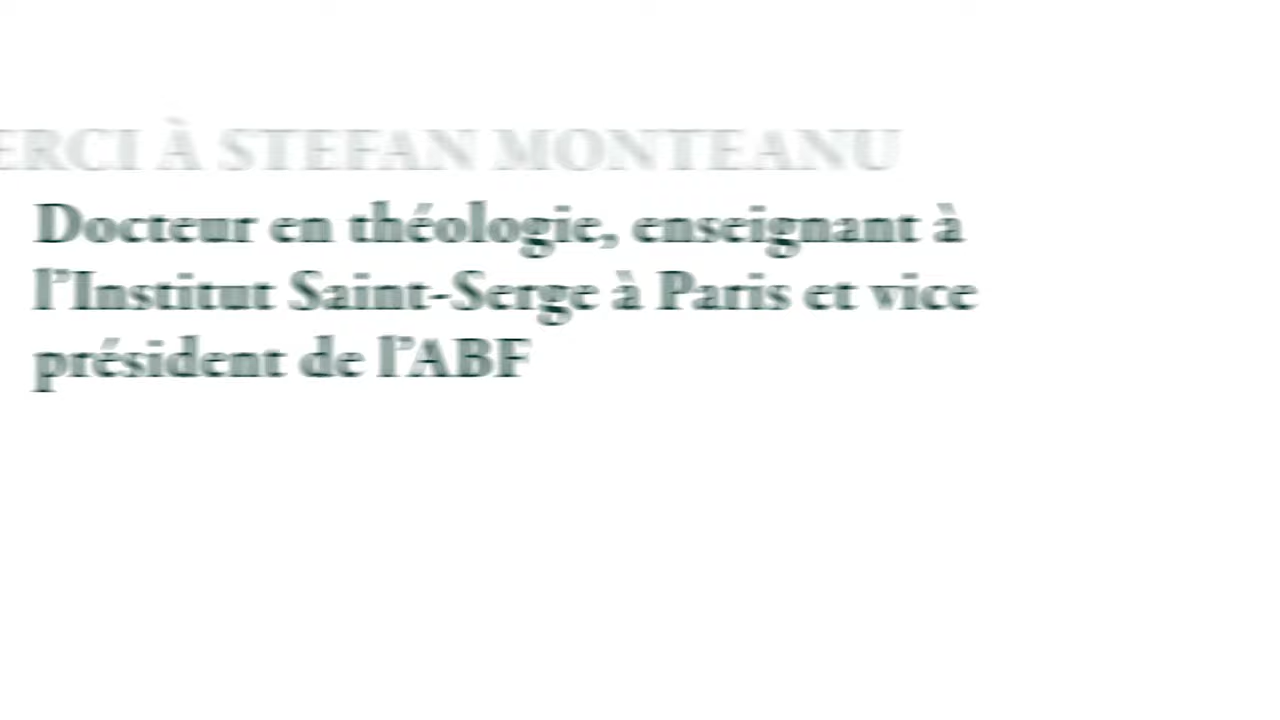 ERCI À STEFAN MONTEANU
Docteur en théologie, enseignant à
l’Institut Saint-Serge à Paris et vice
président de l’ABF